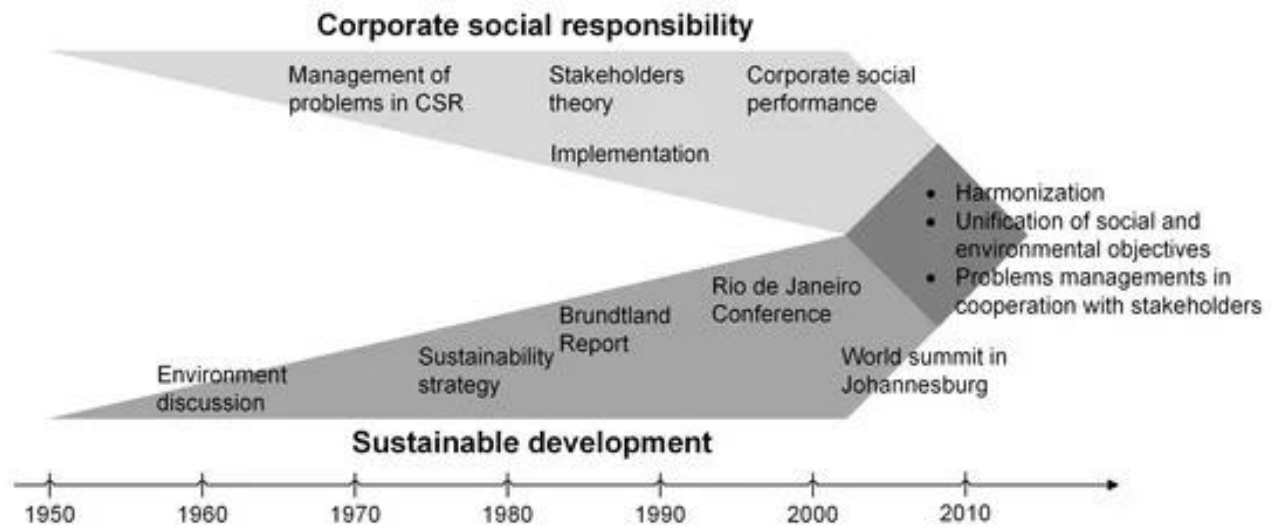 Corporate social responsibility
Management of
problems in CSR
Stakeholders
theory
Corporate social
performance
Implementation
• Harmonization
• Unification of social and
environmental objectives
• Problems managements in
cooperation with stakeholders
Rio de Janeiro
Conference
Brundtland
Report
Sustainability
strategy
Environment
discussion
World summit in
Johannesburg
Sustainable development
1950 1960 1970 1980 1990 2000 2010